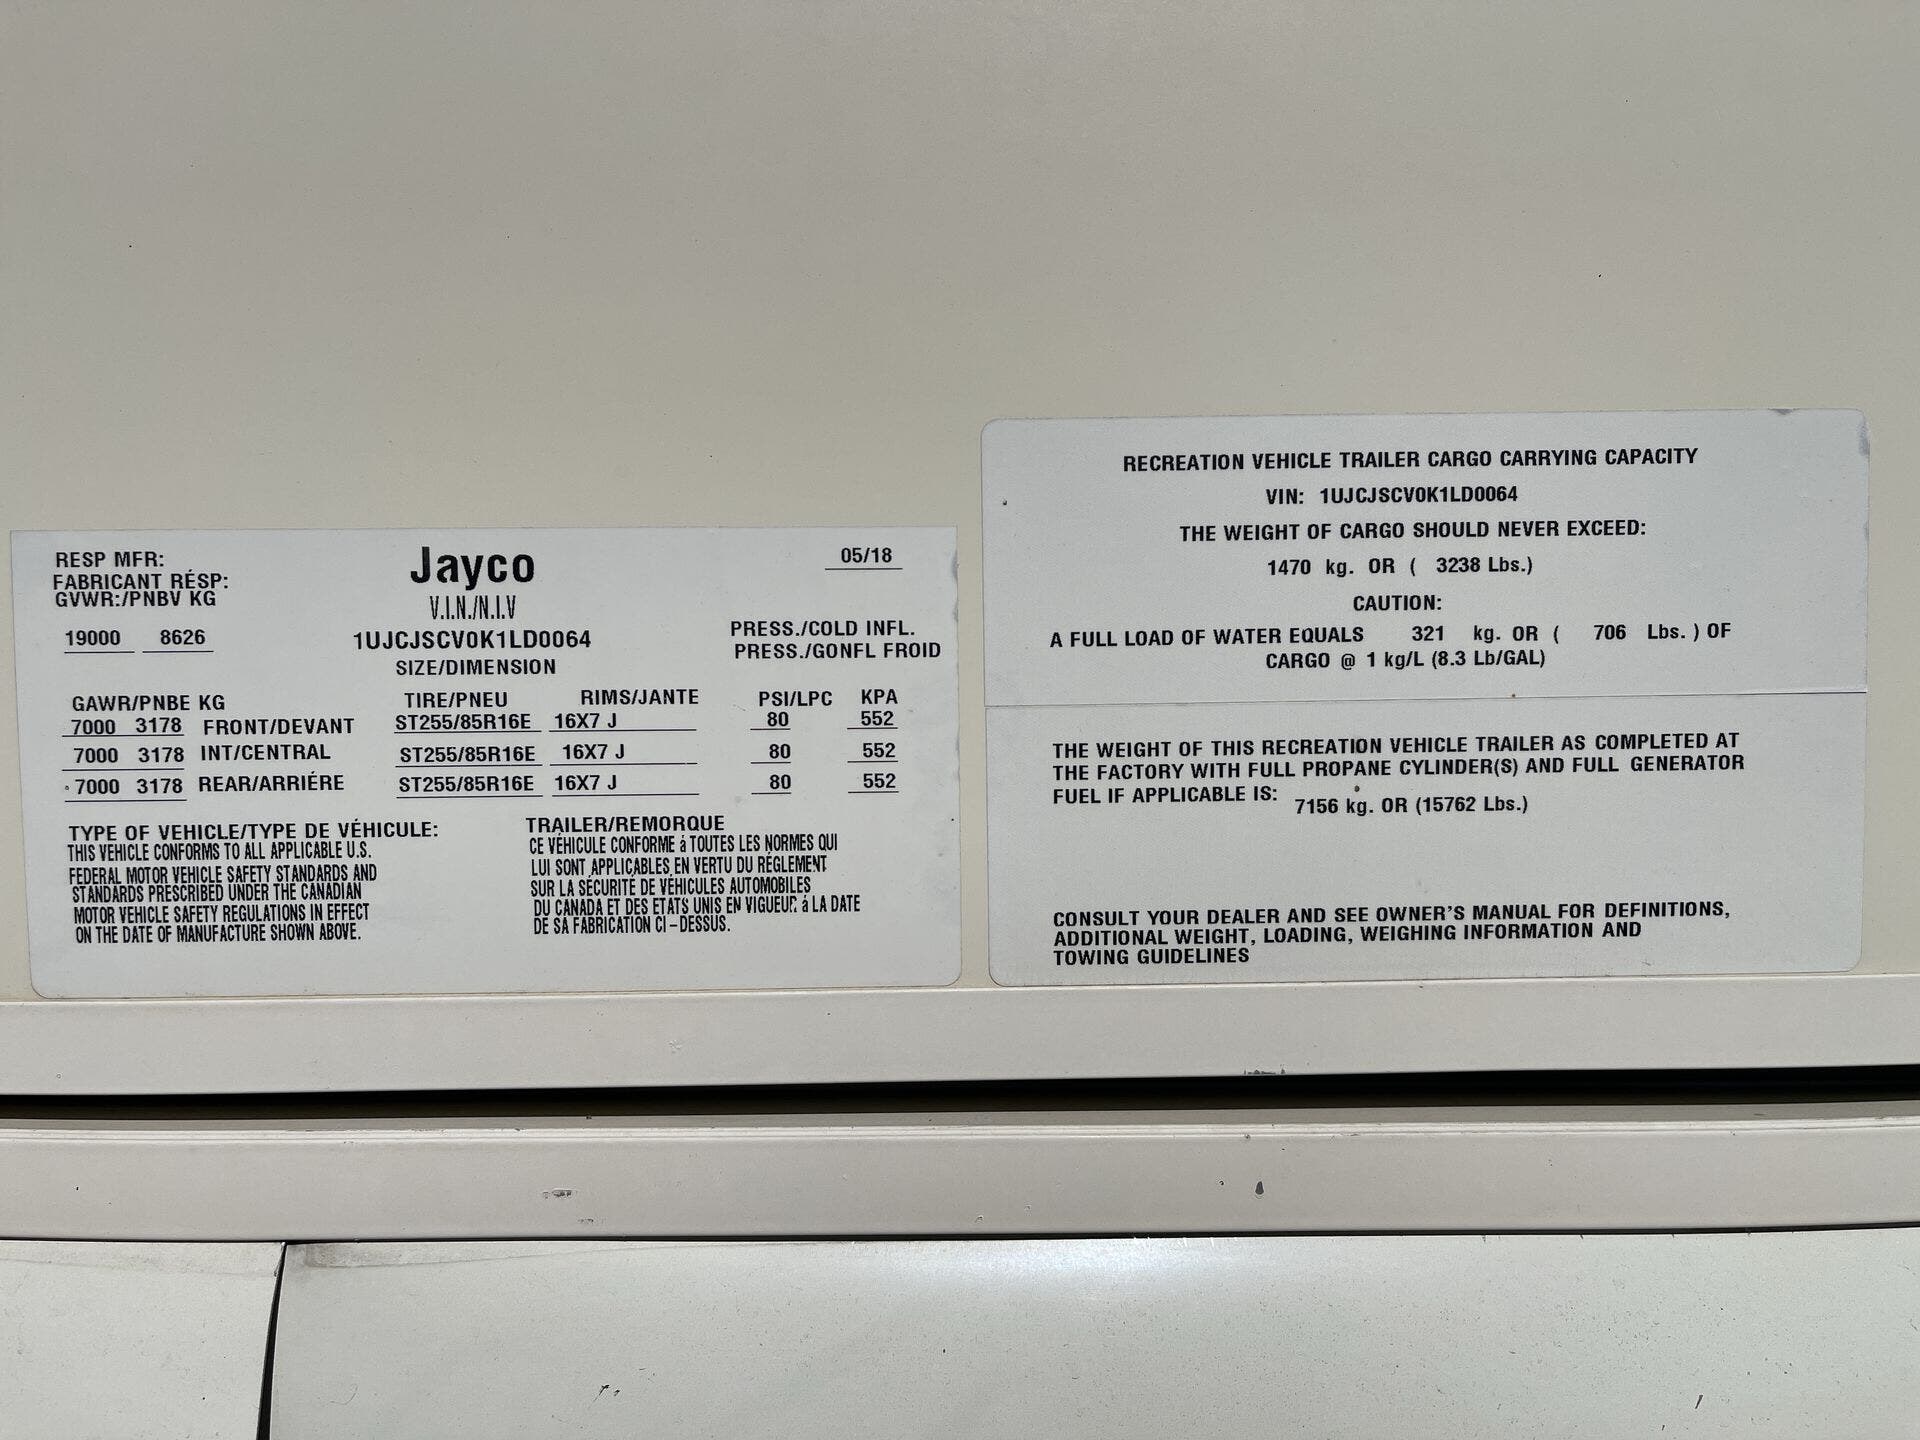 RESP MFR:
FABRICANT RÉSP:
GVWR:/PNBV KG
19000 8626
Jayco
V.I.N./N.I.V
1UJCJSCV0K1LD0064
SIZE/DIMENSION
05/18
PRESS./COLD INFL.
PRESS./GONFL FROID
GAWR/PNBE KG TIRE/PNEU RIMS/JANTE PSI/LPC KPA
7000 3178 FRONT/DEVANT ST255/85R16E 16X7 J 80 552
7000 3178 INT/CENTRAL ST255/85R16E 16X7 J 80 552
7000 3178 REAR/ARRIÉRE ST255/85R16E 16X7 J 80 552
TYPE OF VEHICLE/TYPE DE VÉHICULE: TRAILER/REMORQUE
THIS VEHICLE CONFORMS TO ALL APPLICABLE U.S.
FEDERAL MOTOR VEHICLE SAFETY STANDARDS AND
STANDARDS PRESCRIBED UNDER THE CANADIAN
MOTOR VEHICLE SAFETY REGULATIONS IN EFFECT
ON THE DATE OF MANUFACTURE SHOWN ABOVE.
CE VÉHICULE CONFORME á TOUTES LES NORMES QUI
LUI SONT APPLICABLES EN VERTU DU RÉGLEMENT
SUR LA SÉCURITÉ DE VÉHICULES AUTOMOBILES
DU CANADA ET DES ETATS UNIS EN VIGUEUR á LA DATE
DE SA FABRICATION CI-DESSUS.
RECREATION VEHICLE TRAILER CARGO CARRYING CAPACITY
VIN: 1UJCJSCV0K1LD0064
THE WEIGHT OF CARGO SHOULD NEVER EXCEED:
1470 kg. OR ( 3238 Lbs.)
CAUTION:
A FULL LOAD OF WATER EQUALS 321 kg. OR ( 706 Lbs. ) OF
CARGO @ 1 kg/L (8.3 Lb/GAL)
THE WEIGHT OF THIS RECREATION VEHICLE TRAILER AS COMPLETED AT
THE FACTORY WITH FULL PROPANE CYLINDER(S) AND FULL GENERATOR
FUEL IF APPLICABLE IS: 7156 kg. OR (15762 Lbs.)
CONSULT YOUR DEALER AND SEE OWNER'S MANUAL FOR DEFINITIONS,
ADDITIONAL WEIGHT, LOADING, WEIGHING INFORMATION AND
TOWING GUIDELINES